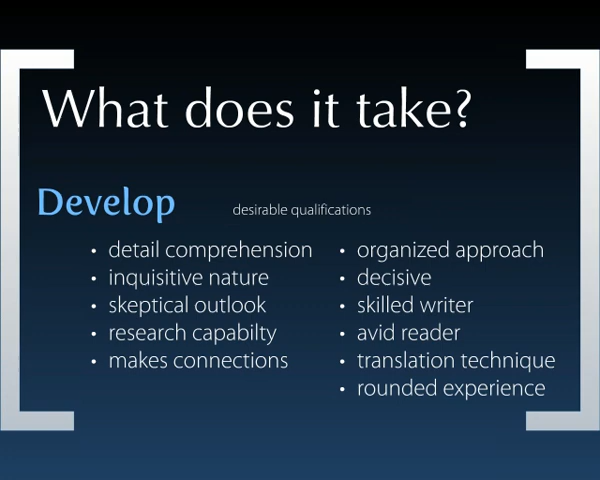 What does it take?
Develop desirable qualifications
• detail comprehension
• inquisitive nature
• skeptical outlook
• research capabilty
• makes connections
• organized approach
• decisive
• skilled writer
• avid reader
• translation technique
• rounded experience